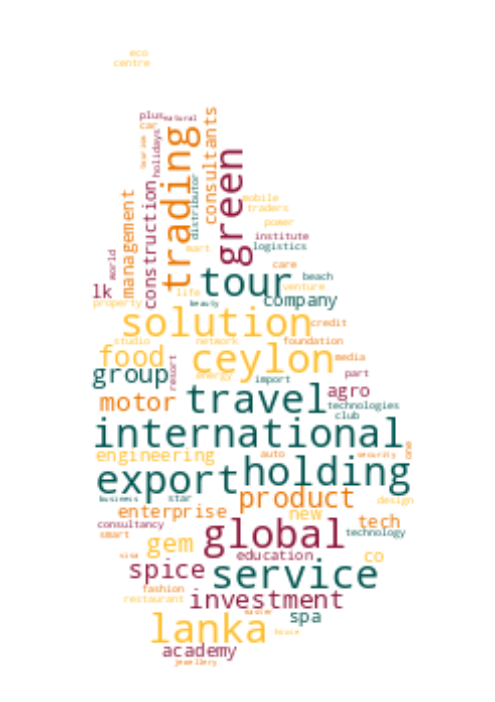 eco
centre
plus natural
car
trading
consultants
holidays
tourism
construction
management
distributor
green
mobile
traders
power
institute
logistics
mart
world
care
tour
beach
venture
lk
life
company
property
beauty
solution
credit
studio
network
foundation
food
ceylon
media
group
resort
energy
import
part
agro
motor
travel
technologies
club
international
engineering
auto
security
one
export
holding
business
star
product
design
enterprise
new
consultancy
global
tech
smart
technology
gem
education
co
visa
spice
service
fashion
restaurant
investment
master
spa
lanka
house
academy
jewellery